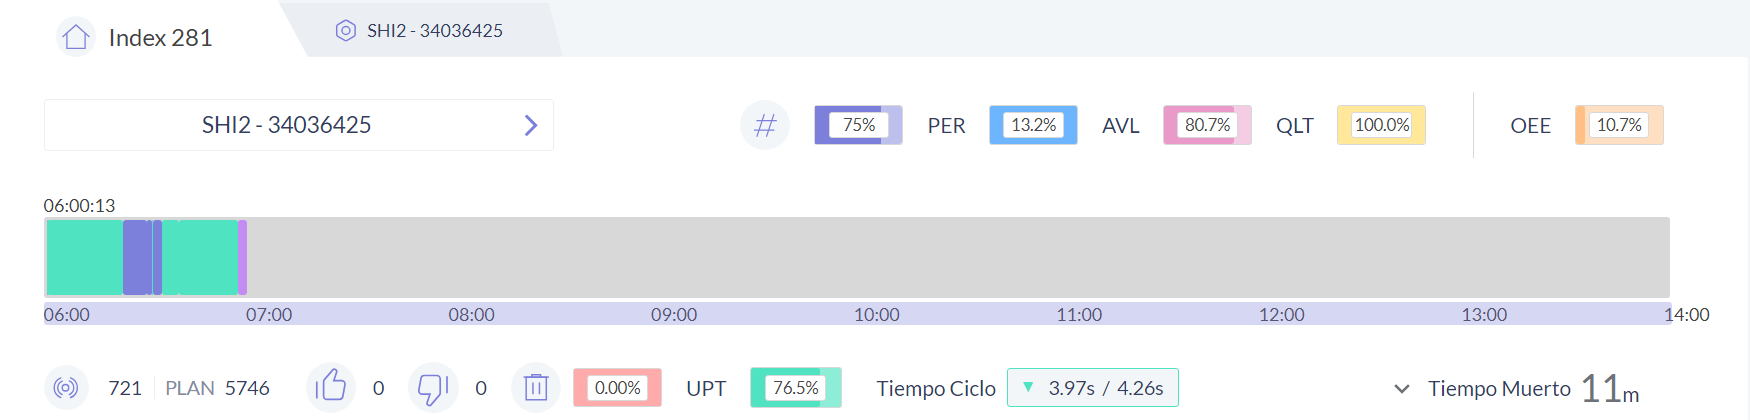 Index 281
SHI2 - 34036425
SHI2 - 34036425
# 75% PER 13.2% AVL 80.7% QLT 100.0% OEE 10.7%
06:00:13
06:00 07:00 08:00 09:00 10:00 11:00 12:00 13:00 14:00
721 PLAN 5746 0 0 0.00% UPT 76.5% Tiempo Ciclo 3.97s / 4.26s Tiempo Muerto 11m